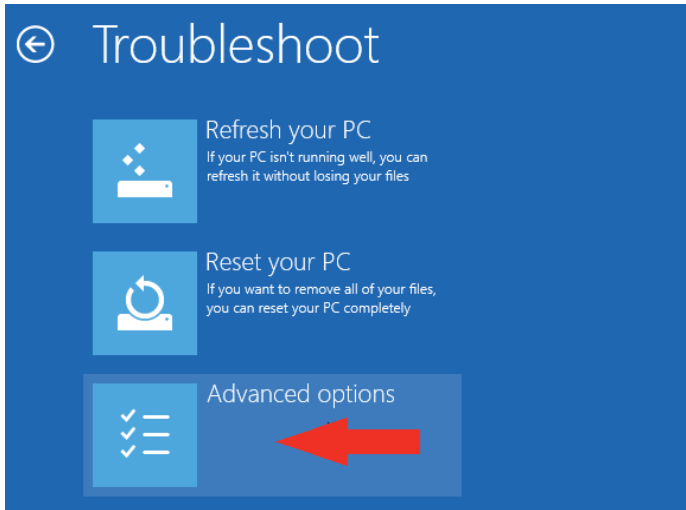 Troubleshoot
Refresh your PC
If your PC isn't running well, you can
refresh it without losing your files
Reset your PC
If you want to remove all of your files,
you can reset your PC completely
Advanced options